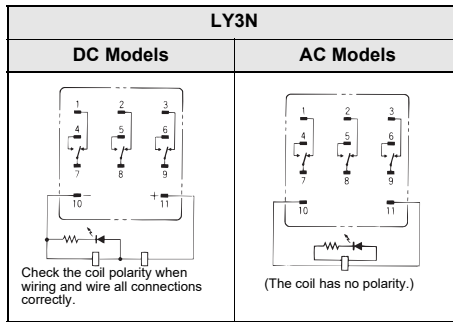 LY3N
DC Models
AC Models
1 2 3
4 5 6
7 8 9
10 − + 11
Check the coil polarity when
wiring and wire all connections
correctly.
1 2 3
4 5 6
7 8 9
10 11
(The coil has no polarity.)